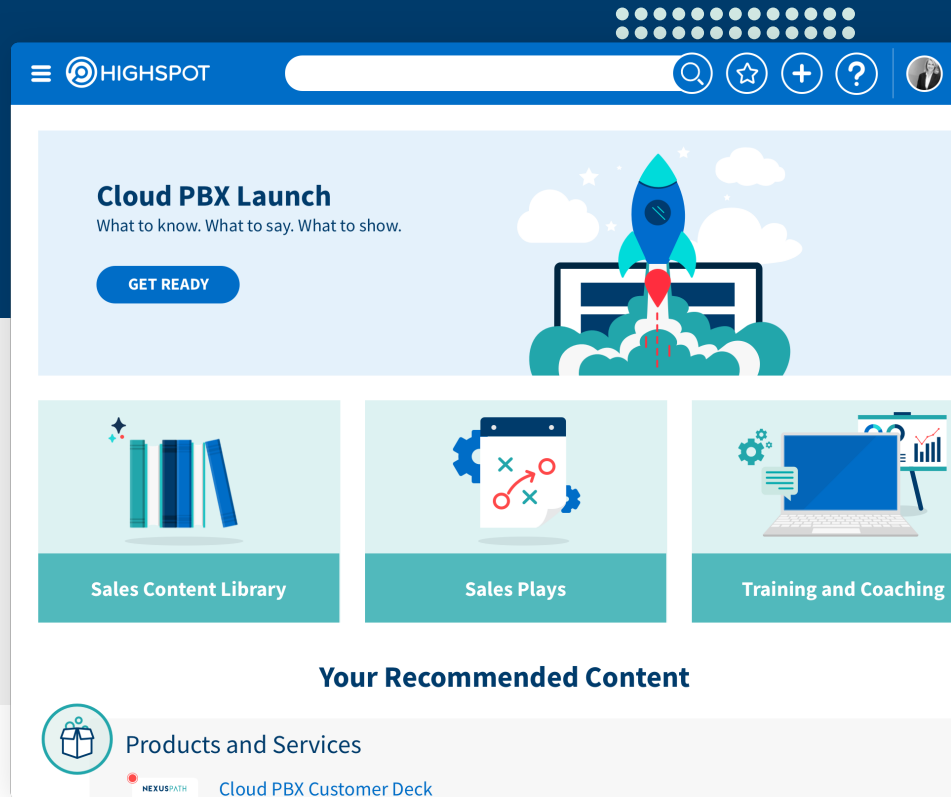 HIGHSPOT
Cloud PBX Launch
What to know. What to say. What to show.
GET READY
Sales Content Library
Sales Plays
Training and Coaching
Your Recommended Content
Products and Services
NEXUSPATH
Cloud PBX Customer Deck